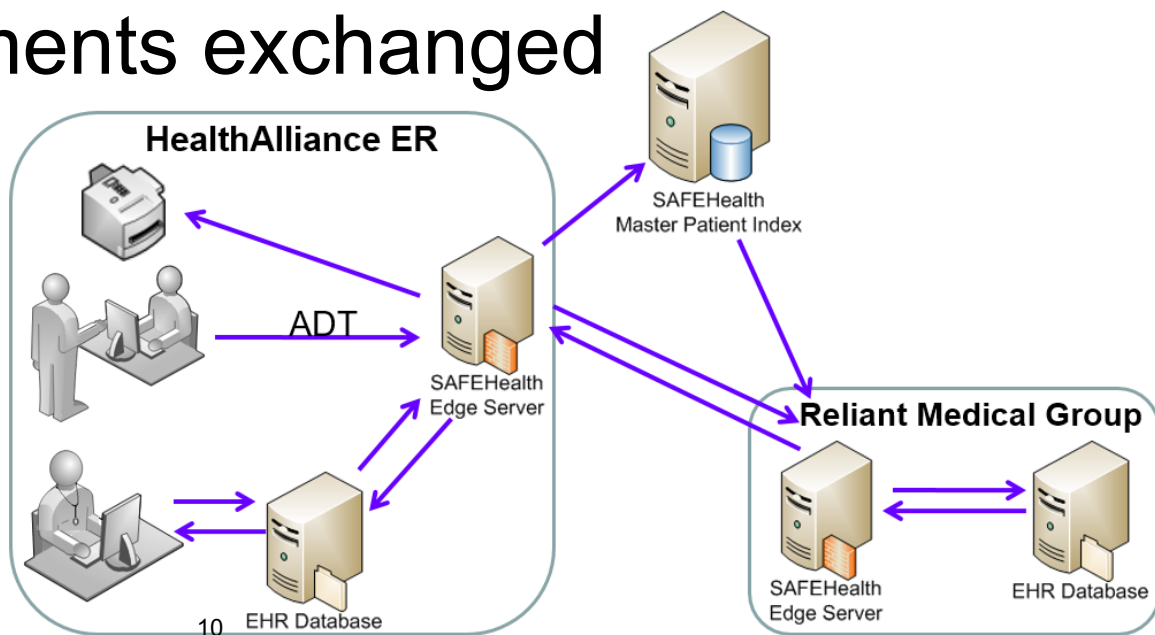 ments exchanged
HealthAlliance ER
SAFEHealth
Master Patient Index
ADT
SAFEHealth
Edge Server
Reliant Medical Group
SAFEHealth
Edge Server
EHR Database
EHR Database
10